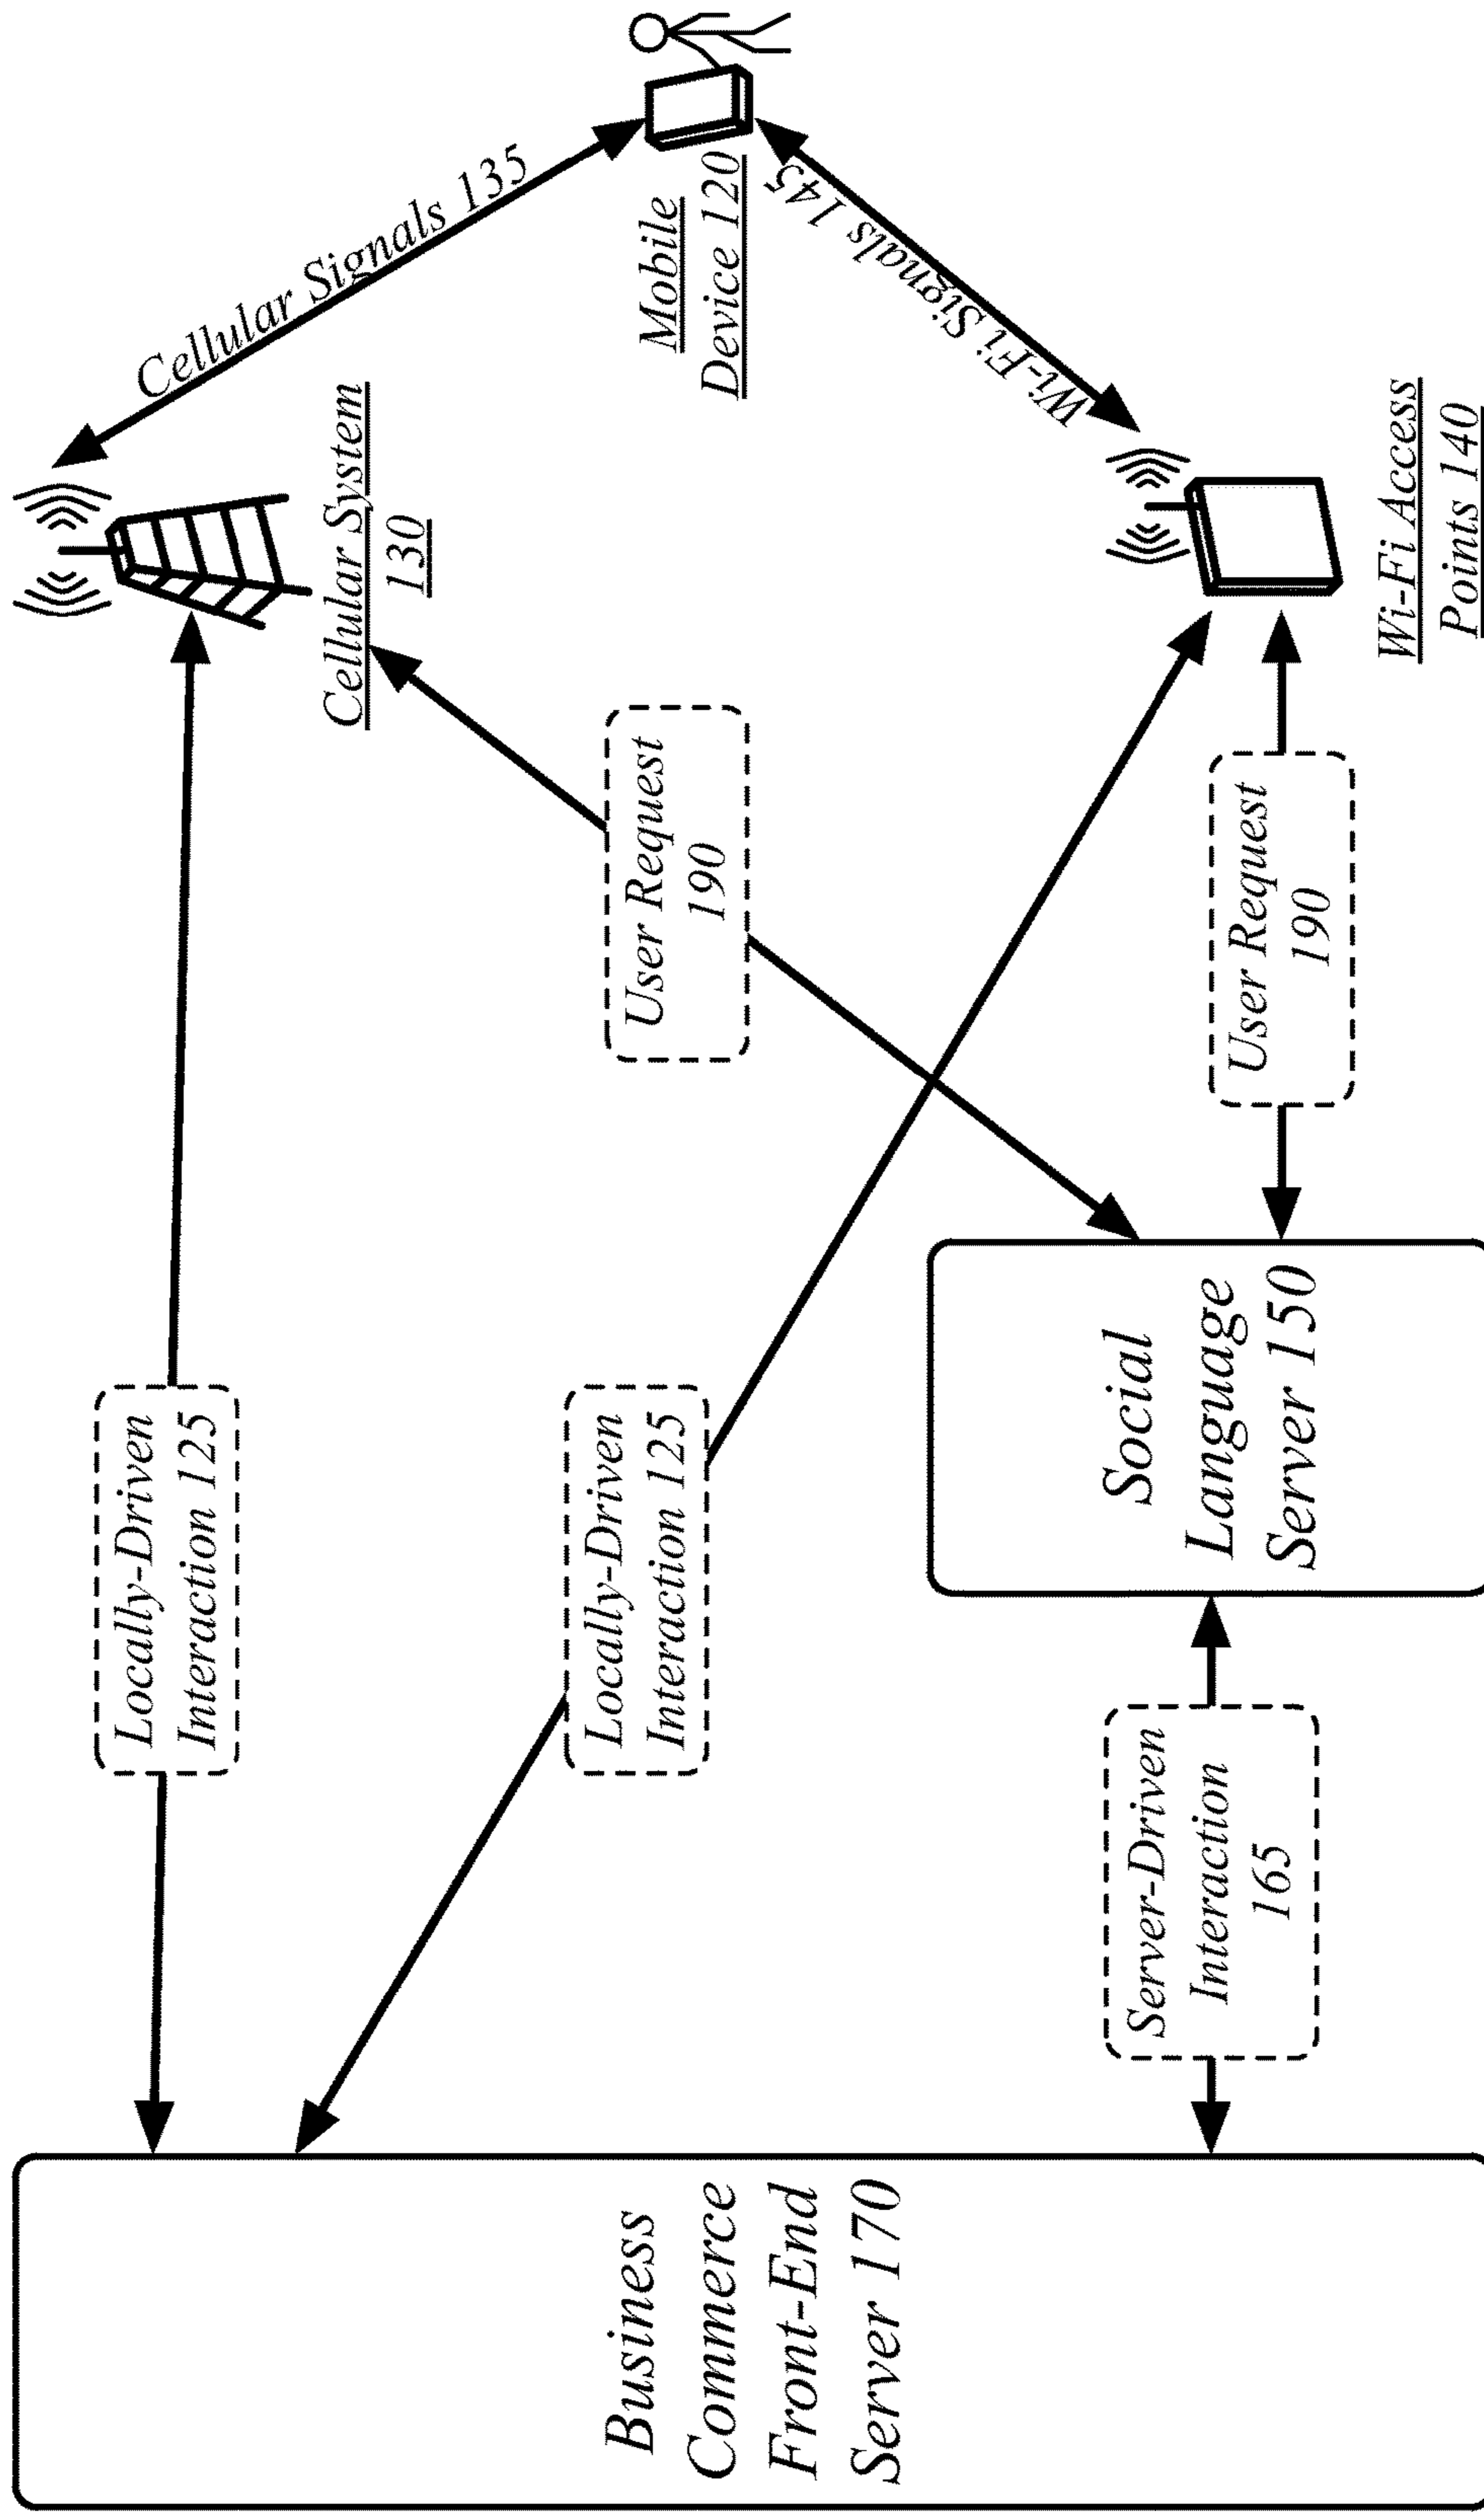 Business
Commerce
Front-End
Server 170
Locally-Driven
Interaction 125
Locally-Driven
Interaction 125
Server-Driven
Interaction
165
Social
Language
Server 150
User Request
190
User Request
190
Cellular System
130
Cellular Signals 135
Mobile
Device 120
Wi-Fi Signals 145
Wi-Fi Access
Points 140